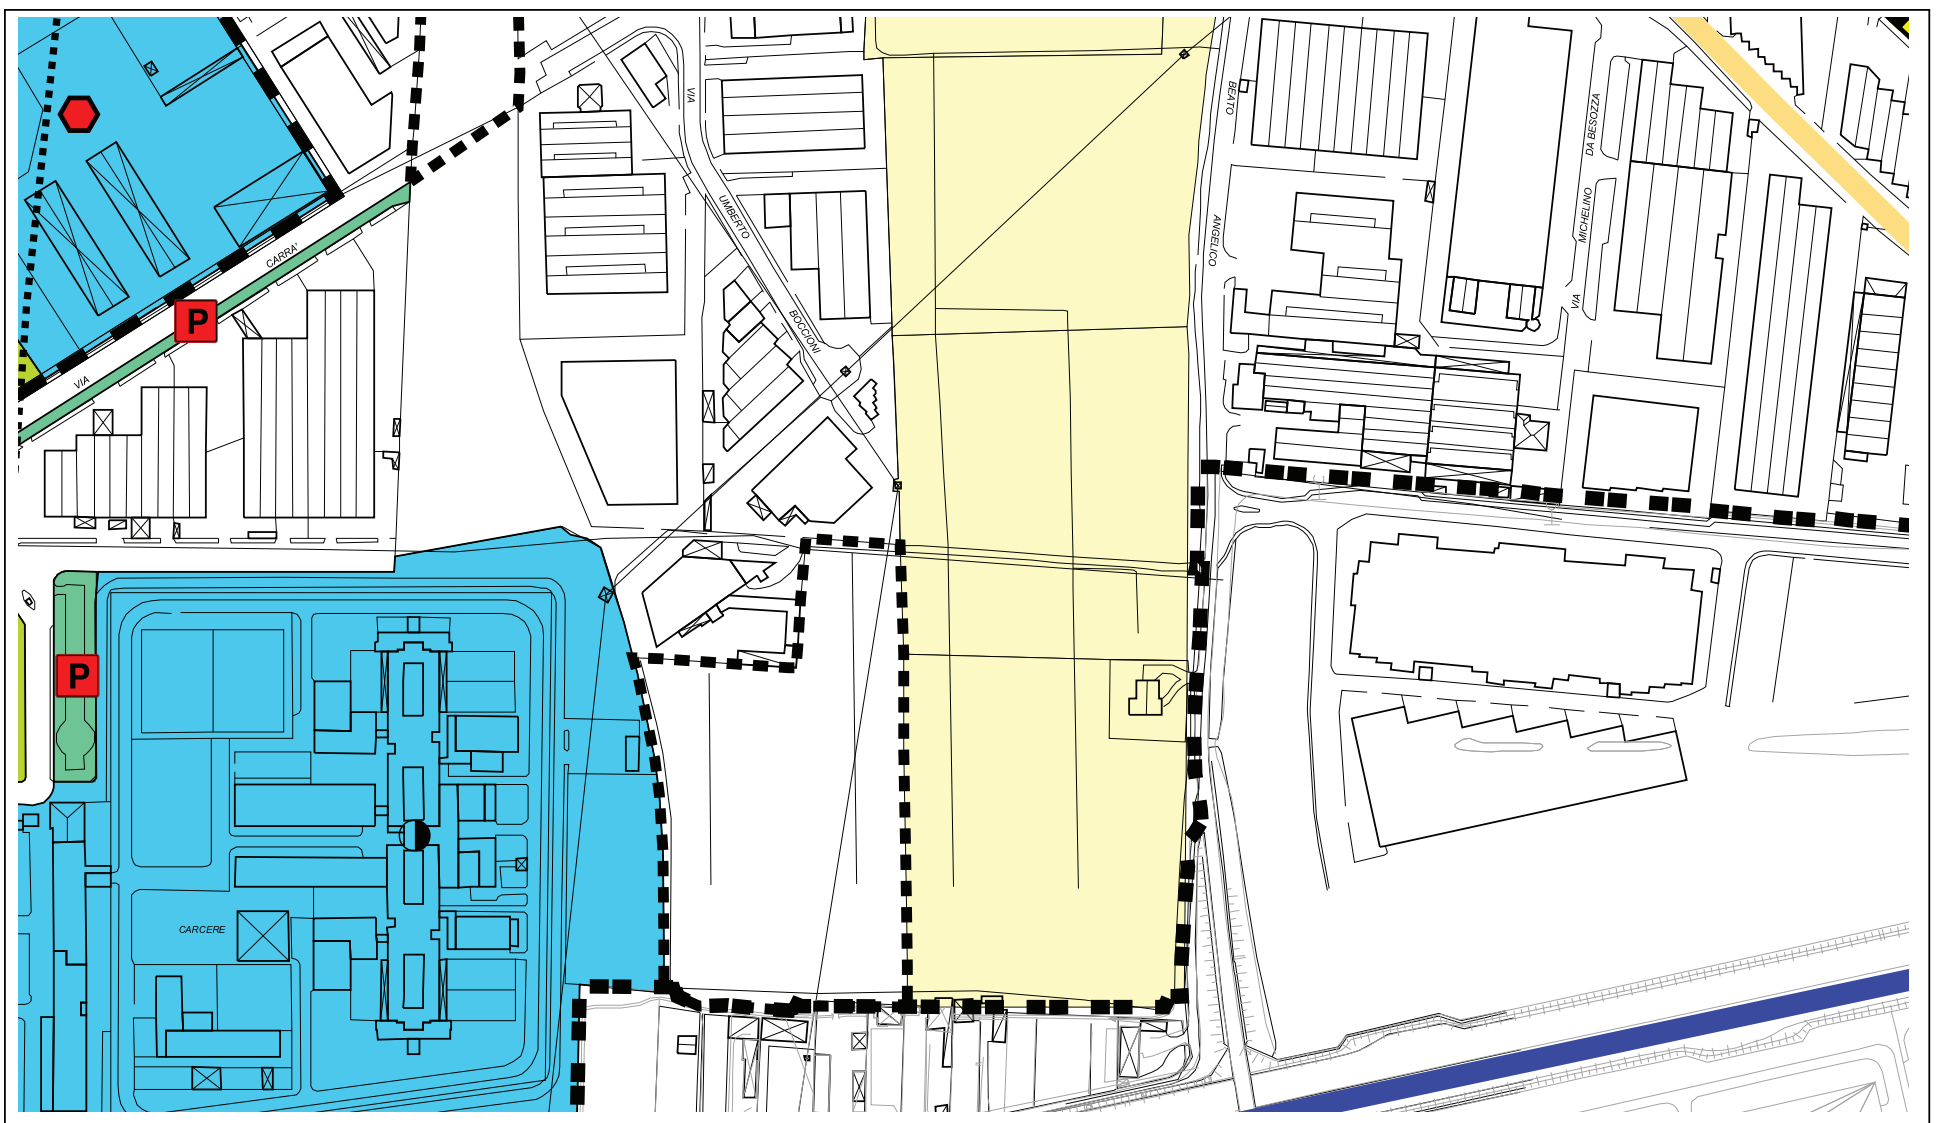 VIA
BEATO
DA BESOZZA
UMBERTO
MICHELINO
ANGELICO
CARRA'
P
VIA
BOCCIONI
VIA
P
CARCERE